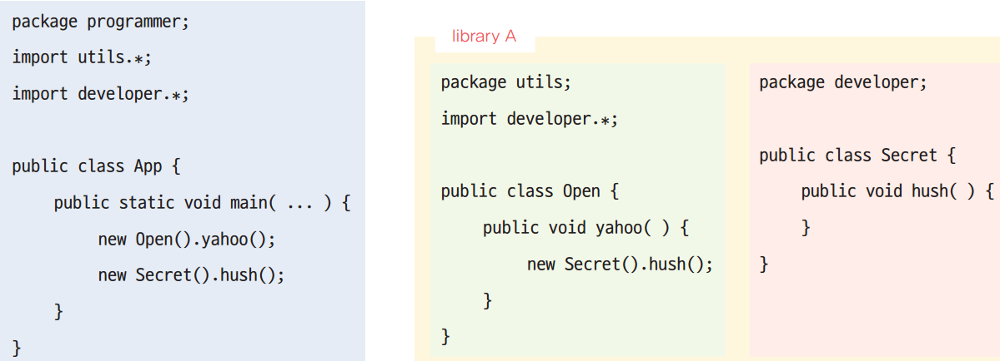 package programmer;
import utils.*;
import developer.*;
public class App {
public static void main( ... ) {
new Open().yahoo();
new Secret().hush();
}
}
library A
package utils;
import developer.*;
public class Open {
public void yahoo( ) {
new Secret().hush();
}
}
package developer;
public class Secret {
public void hush( ) {
}
}